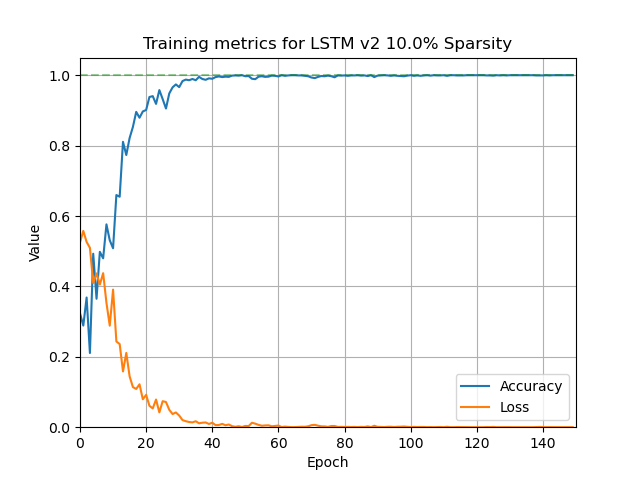 Training metrics for LSTM v2 10.0% Sparsity
1.0
0.8
0.6
0.4
0.2
0.0
Value
0 20 40 60 80 100 120 140
Epoch
Accuracy
Loss